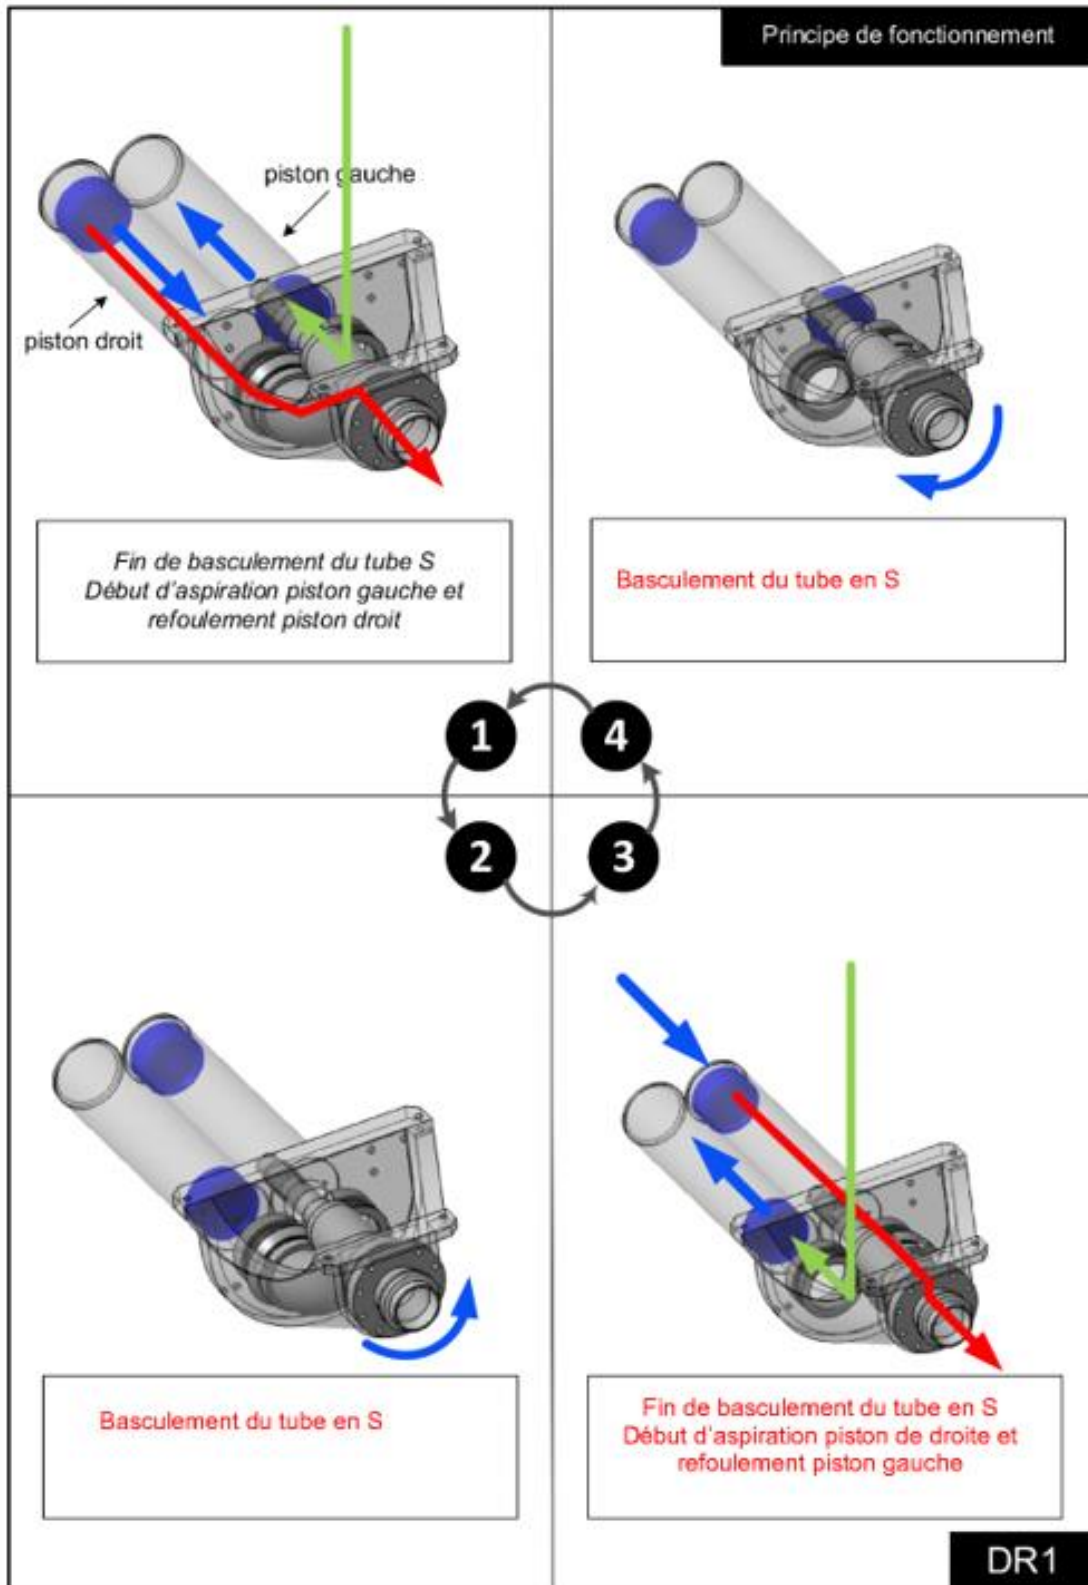 Principe de fonctionnement
piston gauche
piston droit
Fin de basculement du tube S
Début d'aspiration piston gauche et
refoulement piston droit
Basculement du tube en S
1
4
2
3
Basculement du tube en S
Fin de basculement du tube en S
Début d'aspiration piston de droite et
refoulement piston gauche
DR1